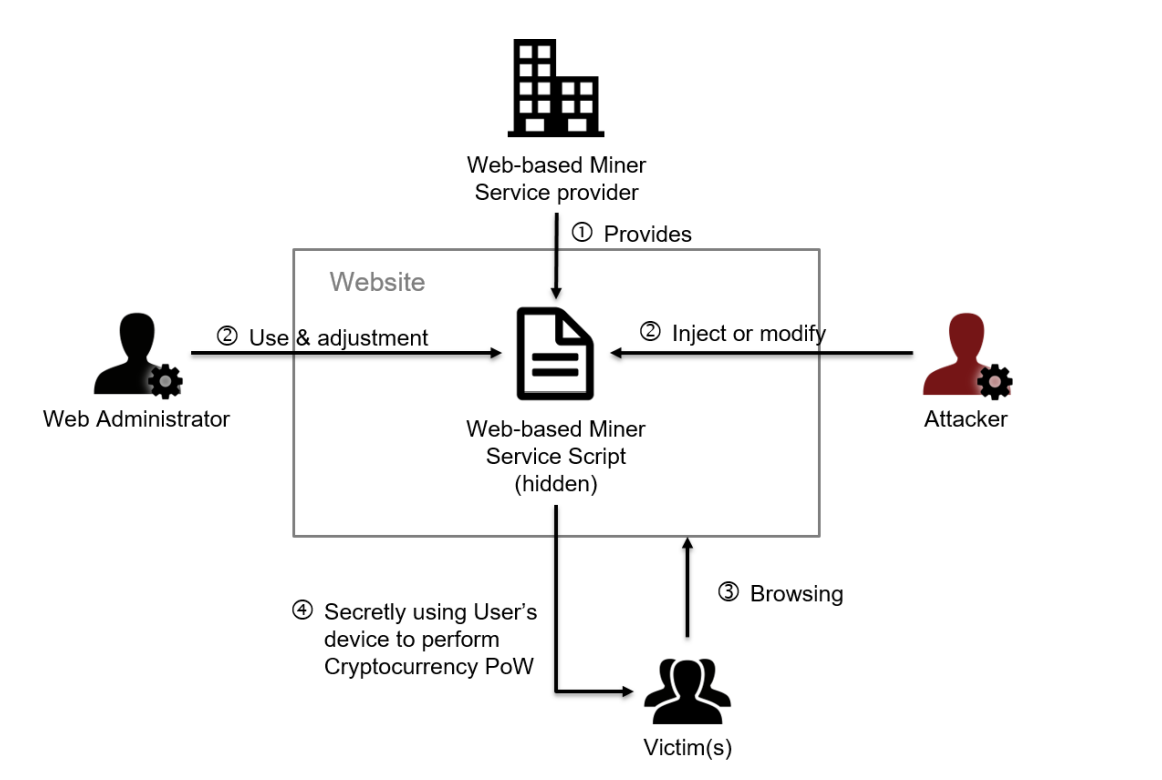 Web-based Miner
Service provider
① Provides
Website
② Use & adjustment
② Inject or modify
Web Administrator
Attacker
Web-based Miner
Service Script
(hidden)
③ Browsing
④ Secretly using User's
device to perform
Cryptocurrency PoW
Victim(s)